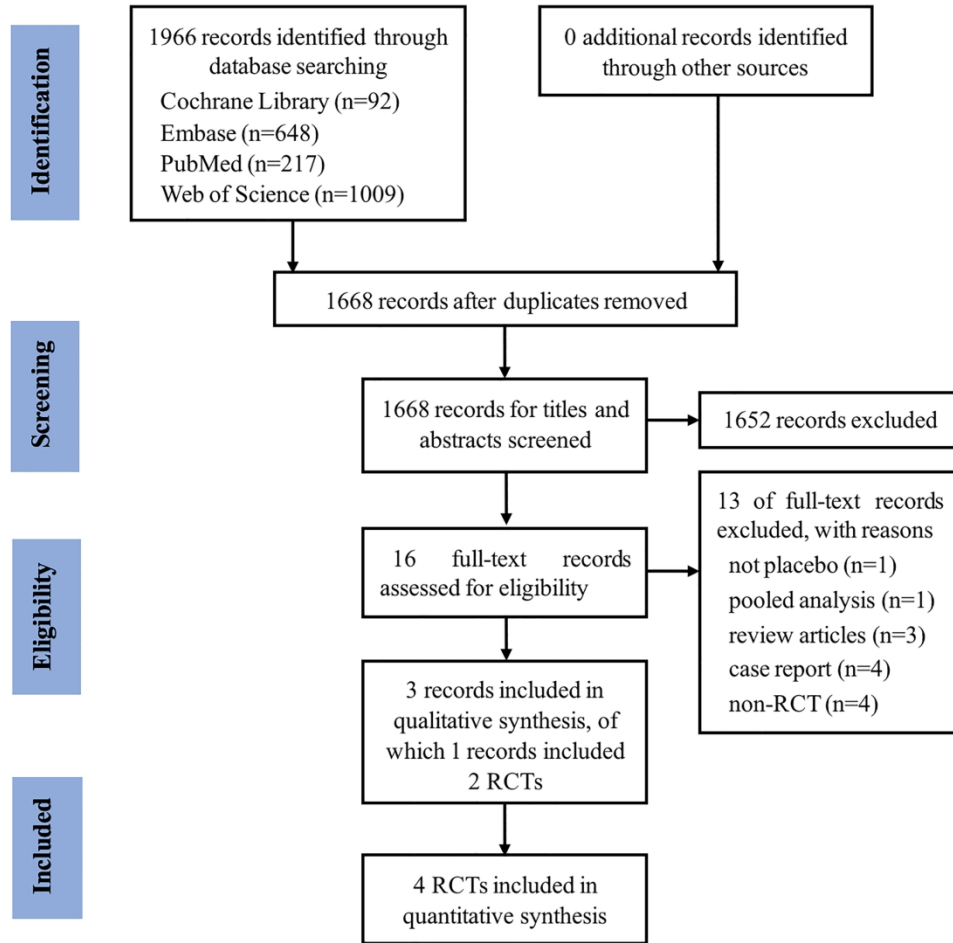 Identification
1966 records identified through
database searching
Cochrane Library (n=92)
Embase (n=648)
PubMed (n=217)
Web of Science (n=1009)
0 additional records identified
through other sources
1668 records after duplicates removed
Screening
1668 records for titles and
abstracts screened
1652 records excluded
Eligibility
16 full-text records
assessed for eligibility
13 of full-text records
excluded, with reasons
not placebo (n=1)
pooled analysis (n=1)
review articles (n=3)
case report (n=4)
non-RCT (n=4)
3 records included in
qualitative synthesis, of
which 1 records included
2 RCTs
Included
4 RCTs included in
quantitative synthesis